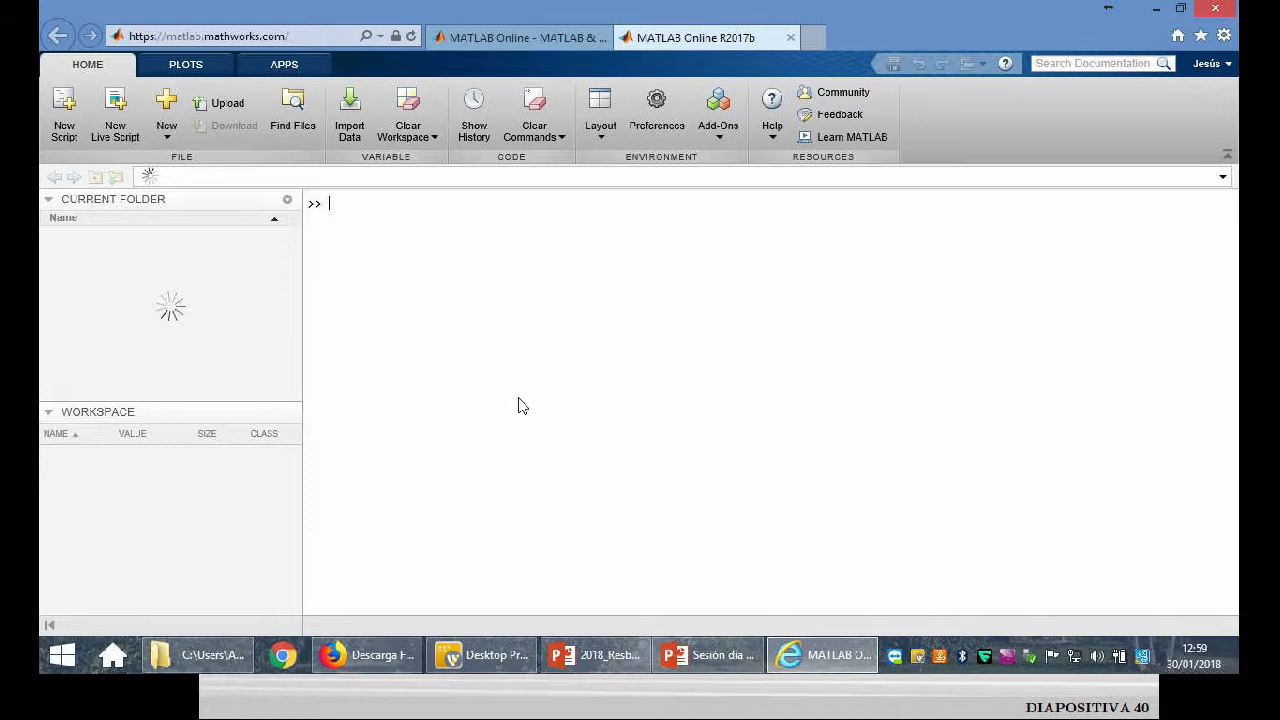 https://matlab.mathworks.com/
MATLAB Online - MATLAB & ...
MATLAB Online R2017b
HOME
PLOTS
APPS
Search Documentation
Jesús
New Script
New Live Script
New
Upload
Download
Find Files
Import Data
Clear Workspace
Show History
Clear Commands
Layout
Preferences
Add-Ons
Help
Community
Feedback
Learn MATLAB
FILE
VARIABLE
CODE
ENVIRONMENT
RESOURCES
CURRENT FOLDER
Name
>>
WORKSPACE
NAME
VALUE
SIZE
CLASS
C:\Users\A...
Descarga F...
Desktop Pr...
2018_Resb...
Sesión dia ...
MATLAB O...
12:59
30/01/2018
DIAPOSITIVA 40